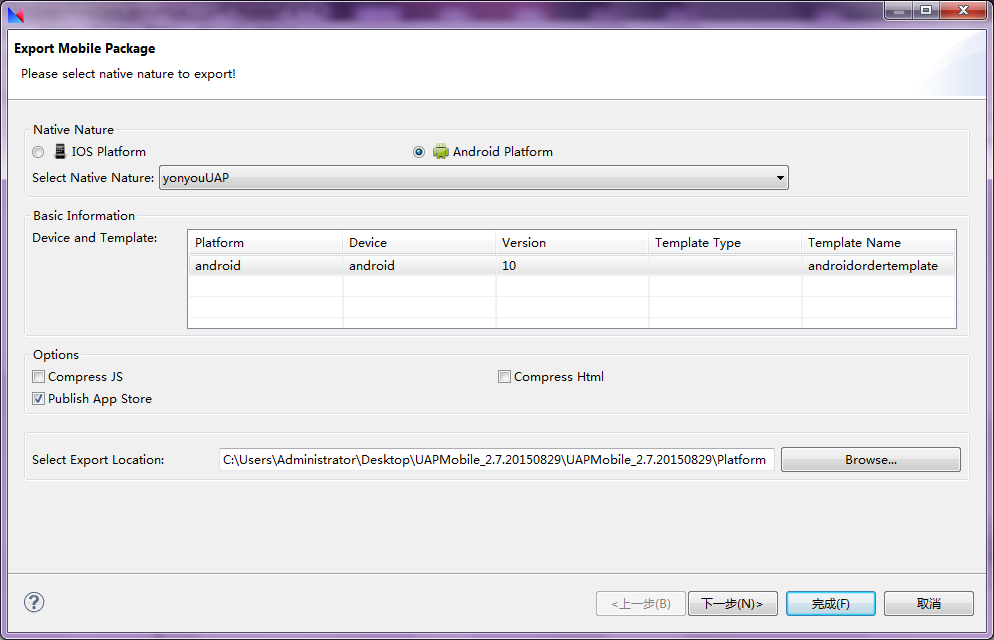 Export Mobile Package
Please select native nature to export!
Native Nature
IOS Platform Android Platform
Select Native Nature: yonyouUAP
Basic Information
Device and Template:
Platform Device Version Template Type Template Name
android android 10 androidordertemplate
Options
Compress JS Compress Html
Publish App Store
Select Export Location: C:\Users\Administrator\Desktop\UAPMobile_2.7.20150829\UAPMobile_2.7.20150829\Platform Browse...
<上一步(B) 下一步(N)> 完成(F) 取消